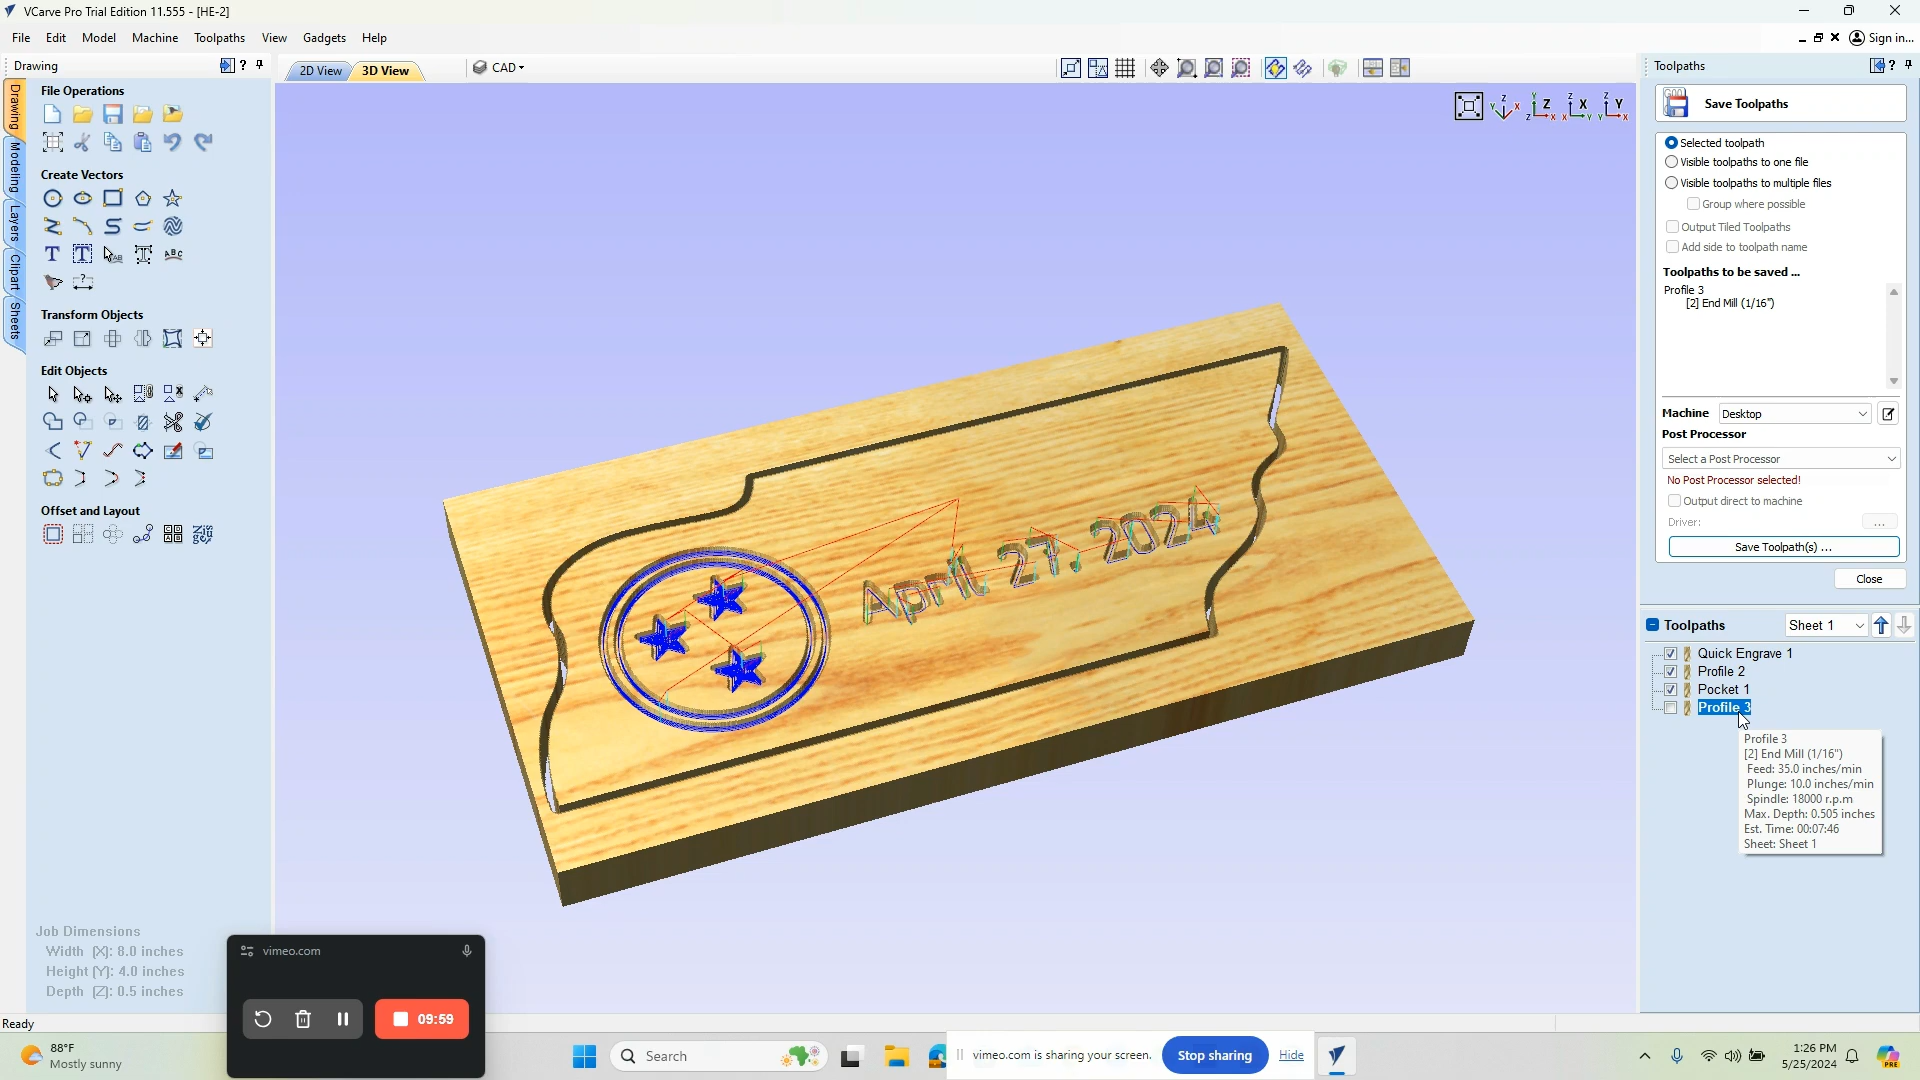 VCarve Pro Trial Edition 11.555 - [HE-2]
File Edit Model Machine Toolpaths View Gadgets Help
Sign in...
Drawing
?
2D View
3D View
CAD
Toolpaths
?
Drawing
Modeling
Layers
Clipart
Sheets
File Operations
Create Vectors
Transform Objects
Edit Objects
Offset and Layout
Job Dimensions
Width (X): 8.0 inches
Height (Y): 4.0 inches
Depth (Z): 0.5 inches
Ready
April 27. 2024
Save Toolpaths
Selected toolpath
Visible toolpaths to one file
Visible toolpaths to multiple files
Group where possible
Output Tiled Toolpaths
Add side to toolpath name
Toolpaths to be saved ...
Profile 3
[2] End Mill (1/16")
Machine Desktop
Post Processor
Select a Post Processor
No Post Processor selected!
Output direct to machine
Driver:
...
Save Toolpath(s) ...
Close
Toolpaths
Sheet 1
Quick Engrave 1
Profile 2
Pocket 1
Profile 3
Profile 3
[2] End Mill (1/16")
Feed: 35.0 inches/min
Plunge: 10.0 inches/min
Spindle: 18000 r.p.m
Max. Depth: 0.505 inches
Est. Time: 00:07:46
Sheet: Sheet 1
vimeo.com
09:59
88°F
Mostly sunny
Search
vimeo.com is sharing your screen.
Stop sharing
Hide
1:26 PM
5/25/2024
PRE